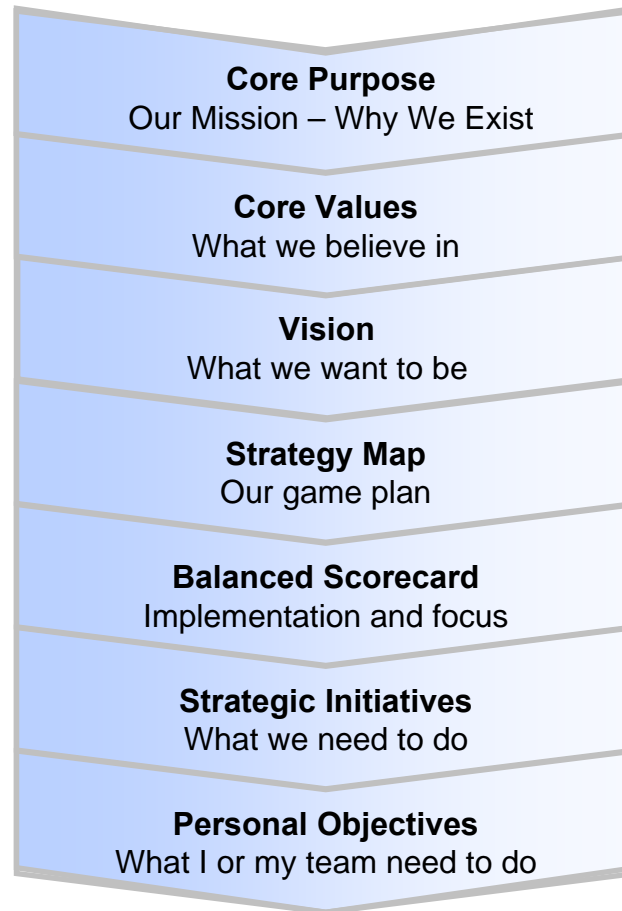 Core Purpose
Our Mission – Why We Exist
Core Values
What we believe in
Vision
What we want to be
Strategy Map
Our game plan
Balanced Scorecard
Implementation and focus
Strategic Initiatives
What we need to do
Personal Objectives
What I or my team need to do